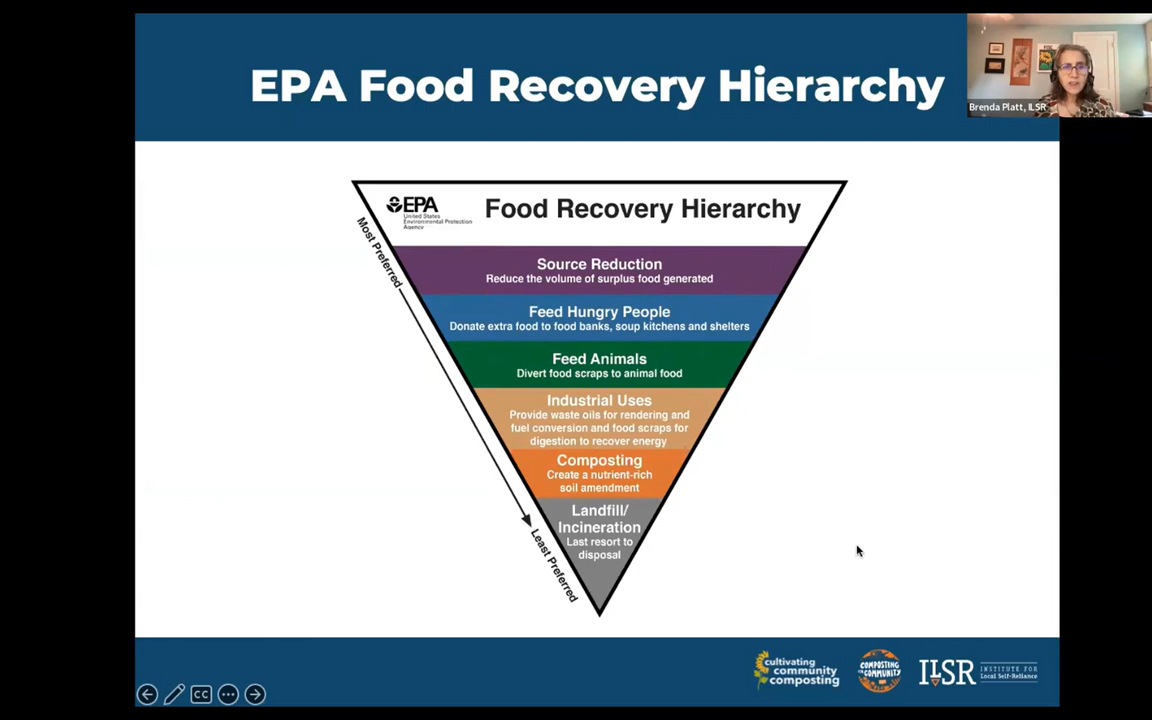 EPA Food Recovery Hierarchy
Brenda Platt, ILSR
EPA
United States
Environmental Protection
Agency
Food Recovery Hierarchy
Most Preferred
Source Reduction
Reduce the volume of surplus food generated
Feed Hungry People
Donate extra food to food banks, soup kitchens and shelters
Feed Animals
Divert food scraps to animal food
Industrial Uses
Provide waste oils for rendering and
fuel conversion and food scraps for
digestion to recover energy
Composting
Create a nutrient-rich
soil amendment
Landfill/
Incineration
Last resort to
disposal
Least Preferred
cultivating
community
composting
COMPOSTING
FOR COMMUNITY
ILSR
INSTITUTE FOR
Local Self-Reliance
CC